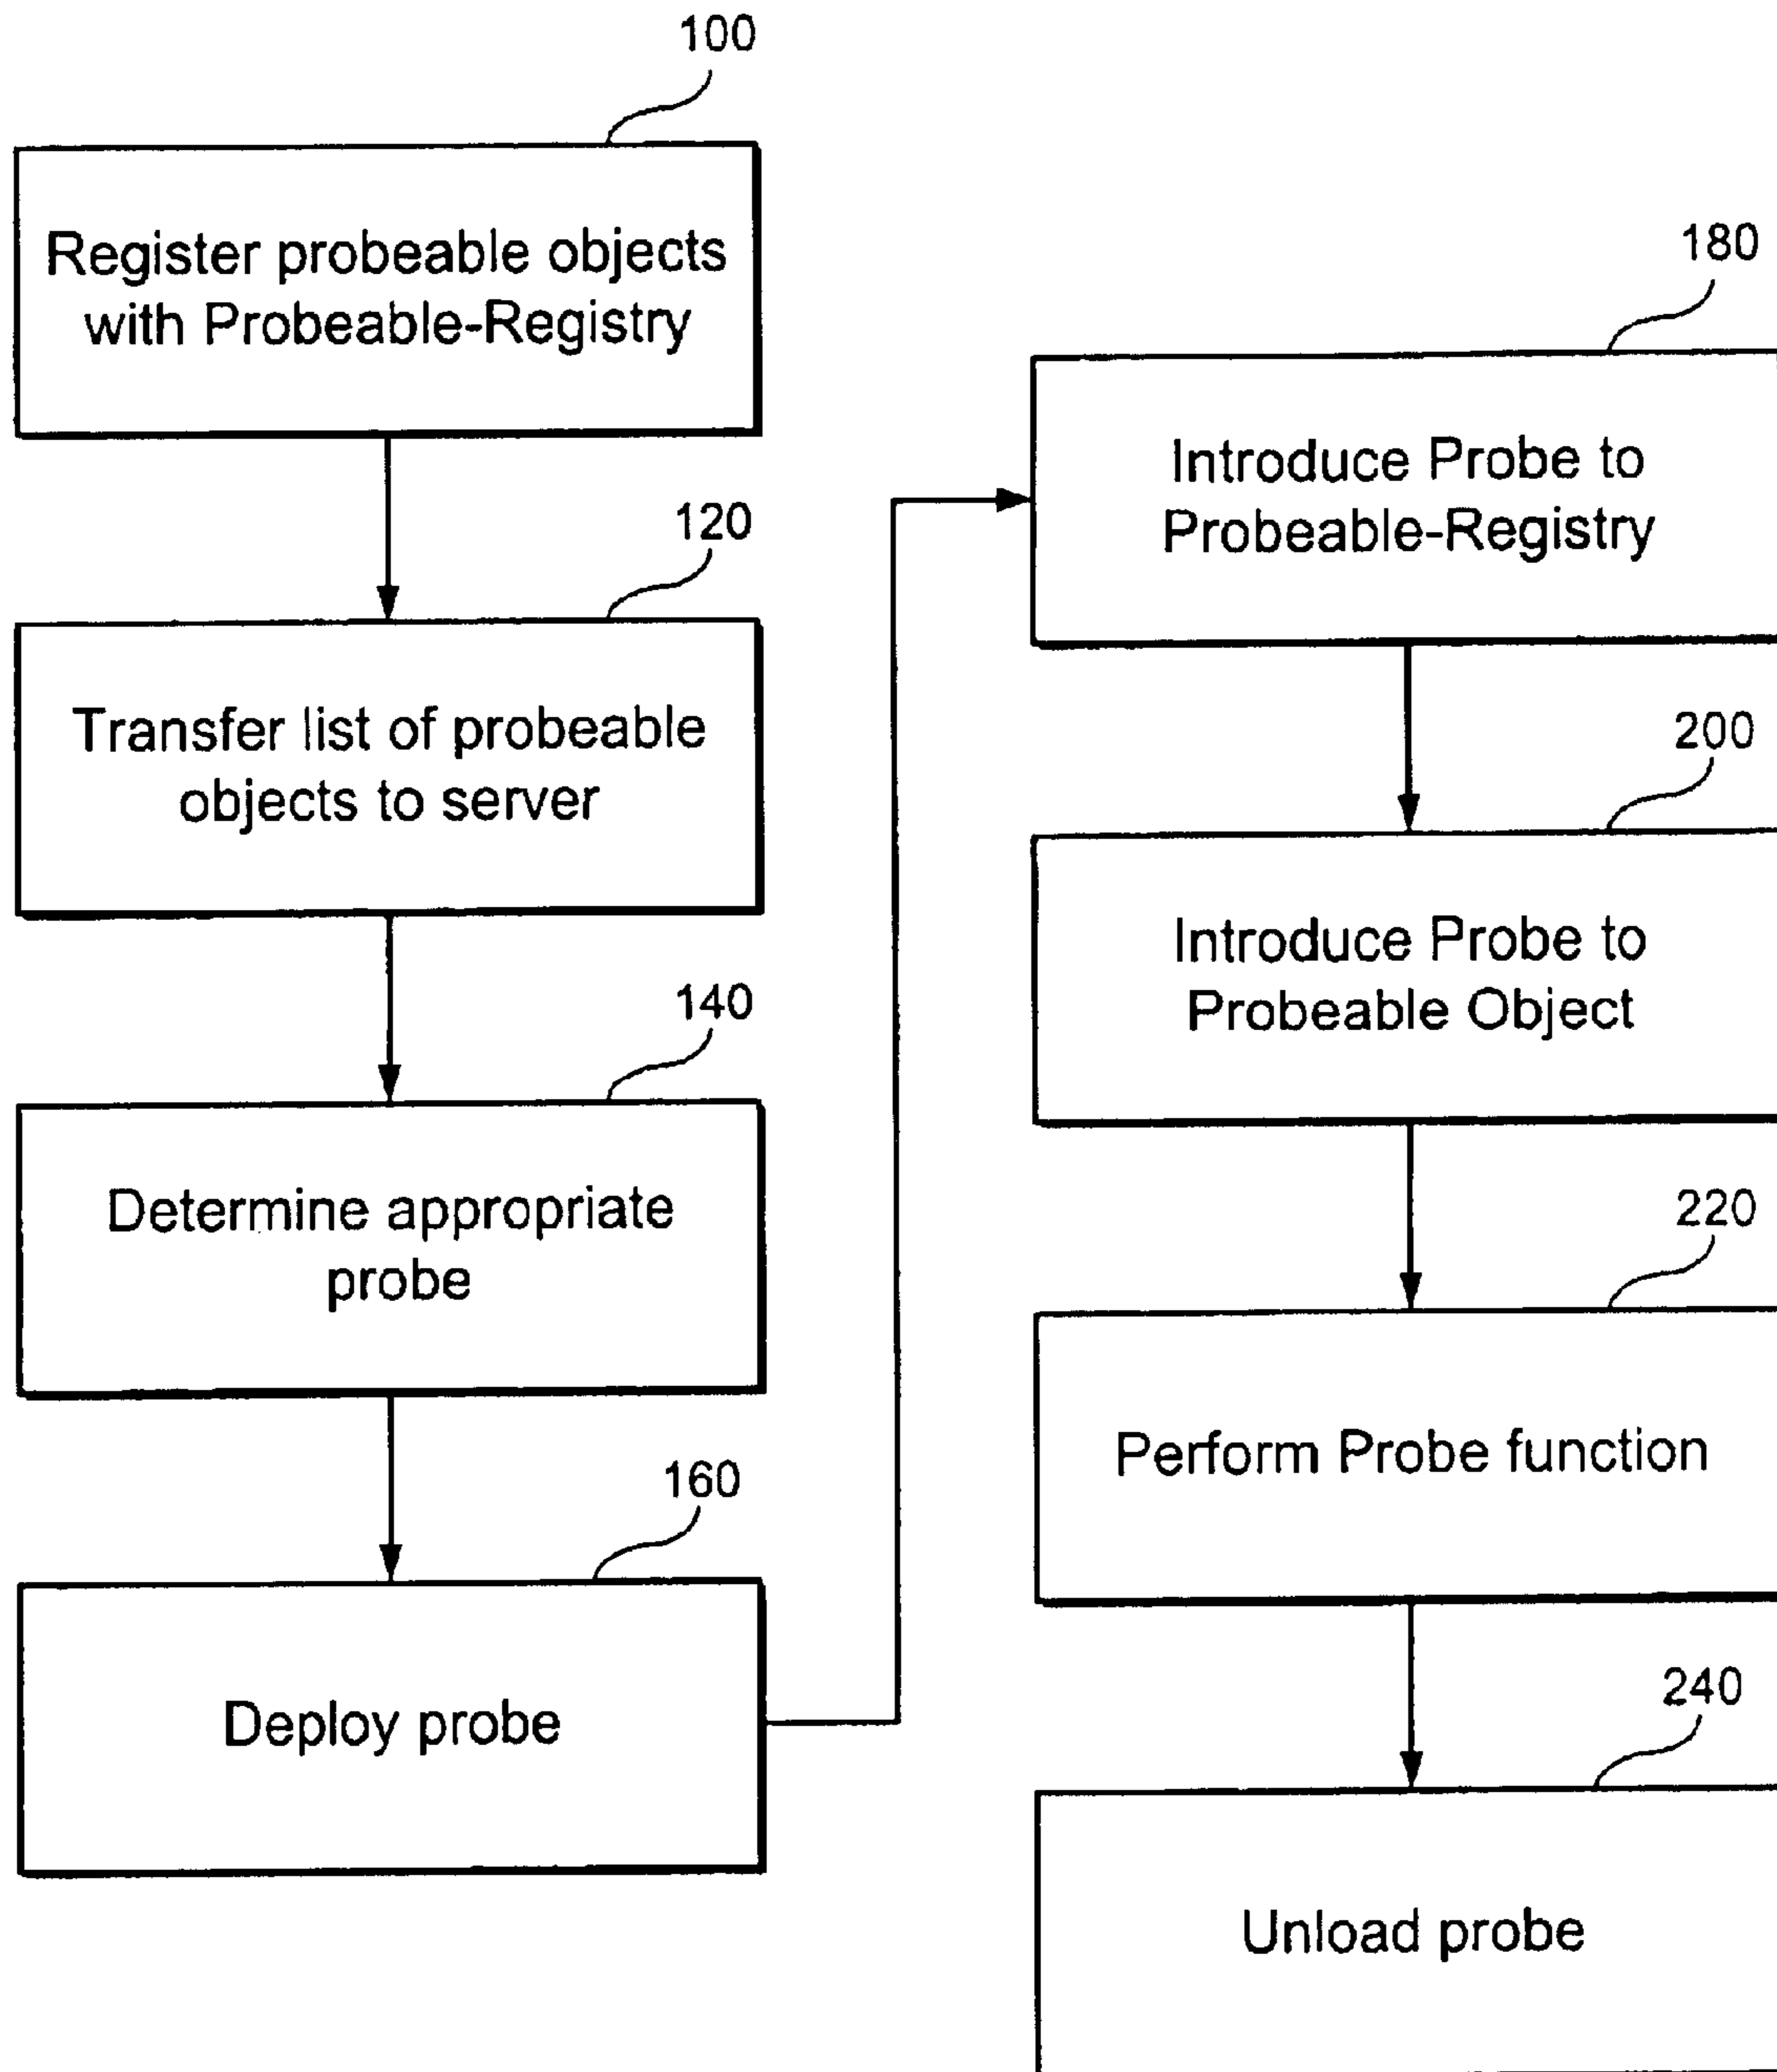 100
Register probeable objects
with Probeable-Registry
120
Transfer list of probeable
objects to server
140
Determine appropriate
probe
160
Deploy probe
180
Introduce Probe to
Probeable-Registry
200
Introduce Probe to
Probeable Object
220
Perform Probe function
240
Unload probe